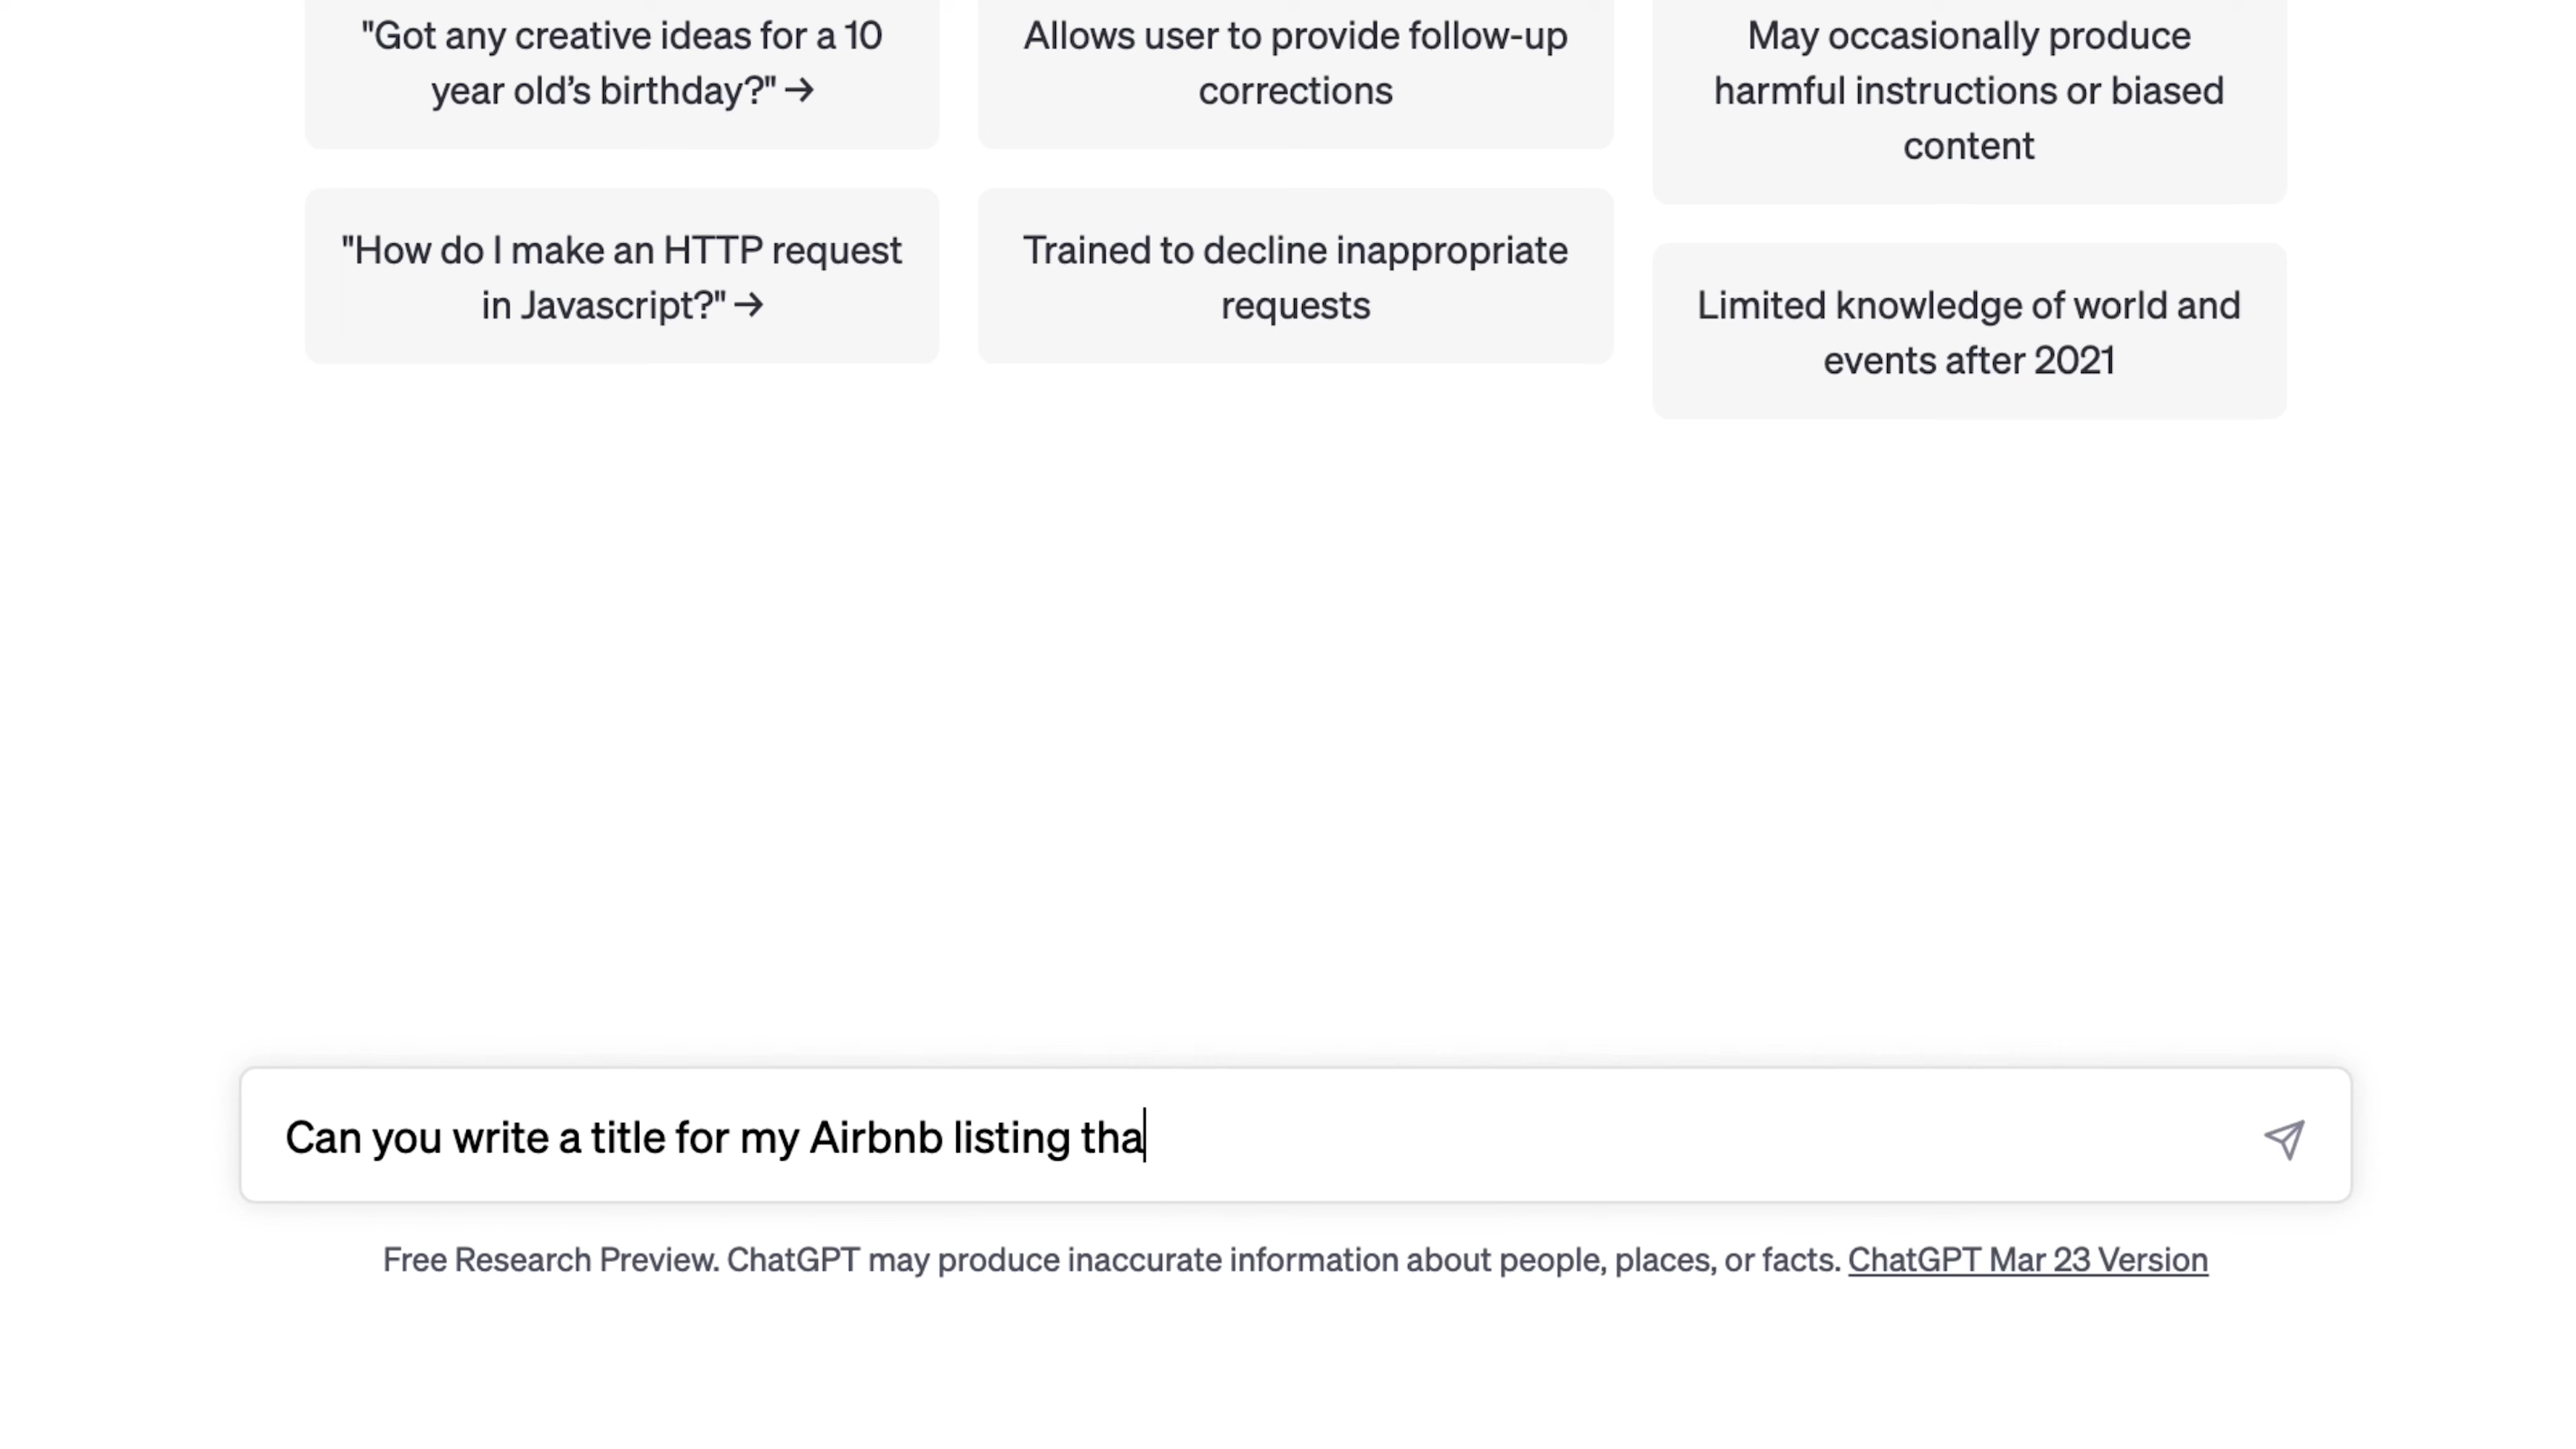 "Got any creative ideas for a 10
year old's birthday?" →
"How do I make an HTTP request
in Javascript?" →
Allows user to provide follow-up
corrections
Trained to decline inappropriate
requests
May occasionally produce
harmful instructions or biased
content
Limited knowledge of world and
events after 2021
Can you write a title for my Airbnb listing tha
Free Research Preview. ChatGPT may produce inaccurate information about people, places, or facts. ChatGPT Mar 23 Version